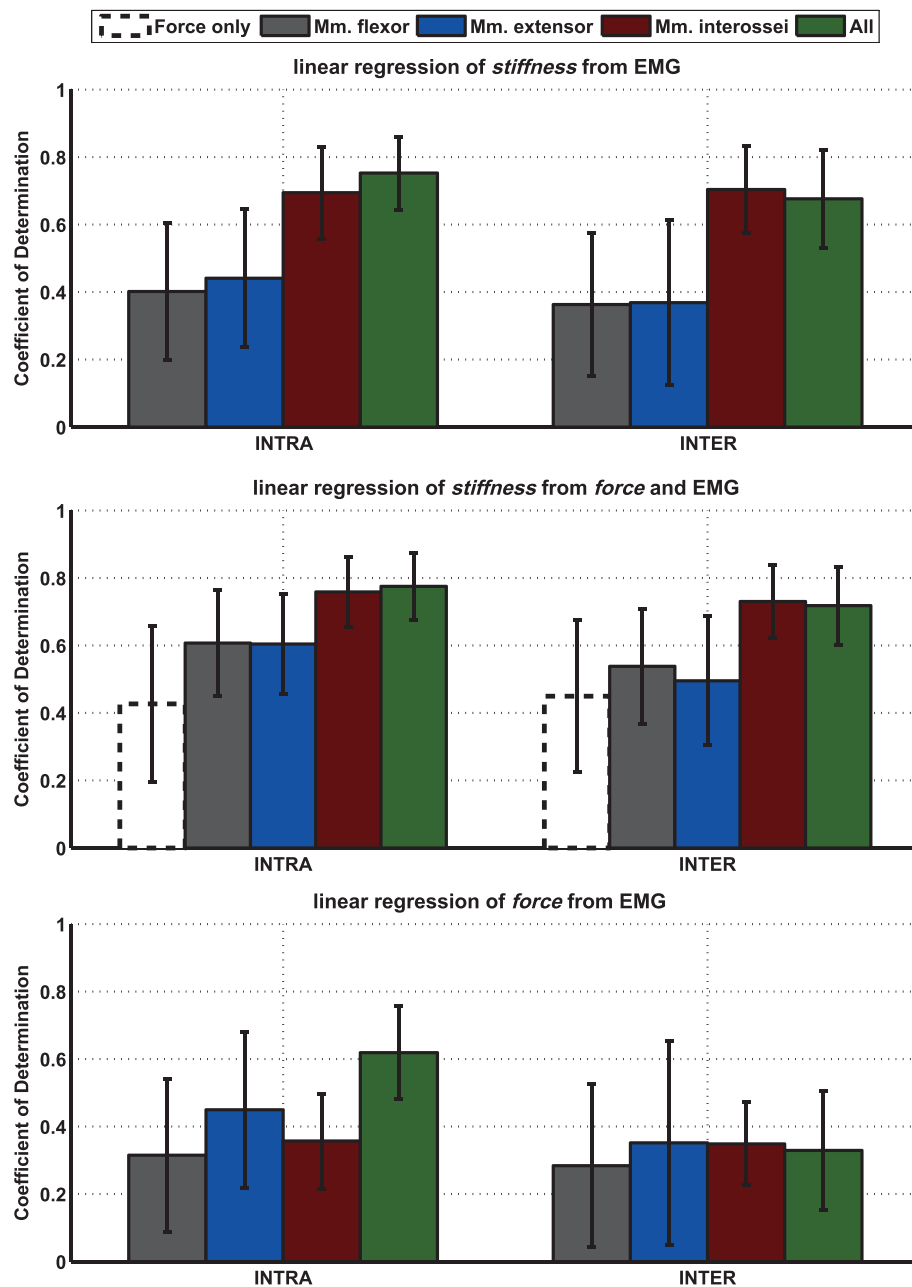 Force only Mm. flexor Mm. extensor Mm. interossei All
linear regression of stiffness from EMG
Coefficient of Determination
1
0.8
0.6
0.4
0.2
0
INTRA INTER
linear regression of stiffness from force and EMG
Coefficient of Determination
1
0.8
0.6
0.4
0.2
0
INTRA INTER
linear regression of force from EMG
Coefficient of Determination
1
0.8
0.6
0.4
0.2
0
INTRA INTER